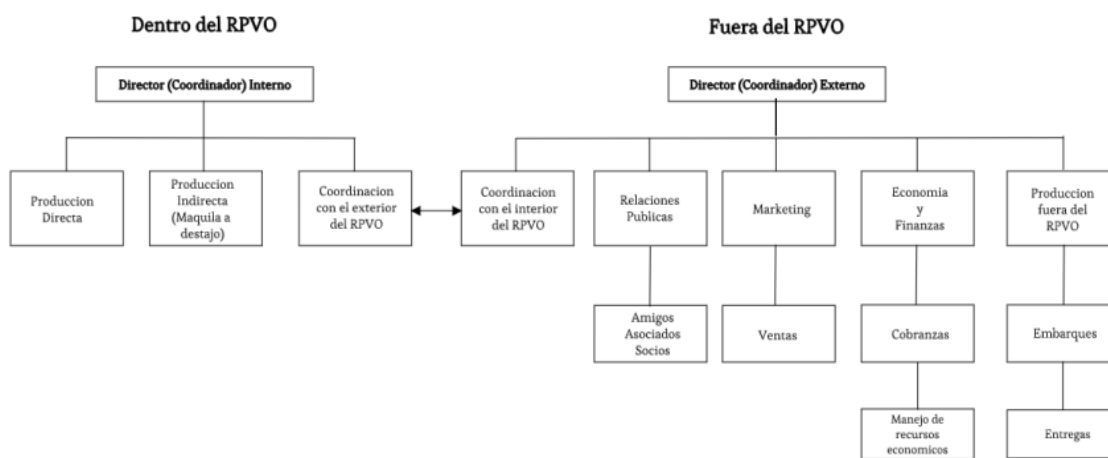 Dentro del RPVO
Fuera del RPVO
Director (Coordinador) Interno
Director (Coordinador) Externo
Produccion
Directa
Produccion
Indirecta
(Maquila a
destajo)
Coordinacion
con el exterior
del RPVO
Coordinacion
con el interior
del RPVO
Relaciones
Publicas
Marketing
Economia
y
Finanzas
Produccion
fuera del
RPVO
Amigos
Asociados
Socios
Ventas
Cobranzas
Embarques
Manejo de
recursos
economicos
Entregas